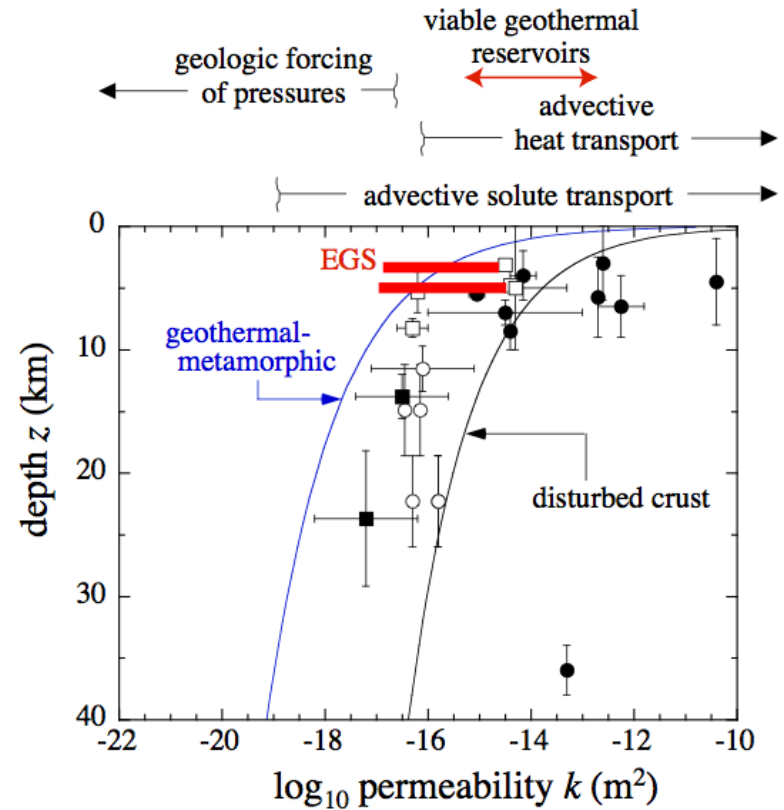 viable geothermal
reservoirs
geologic forcing
of pressures
advective
heat transport
advective solute transport
0
10
20
30
40
depth z (km)
EGS
geothermal-
metamorphic
disturbed crust
-22
-20
-18
-16
-14
-12
-10
log₁₀ permeability k (m²)